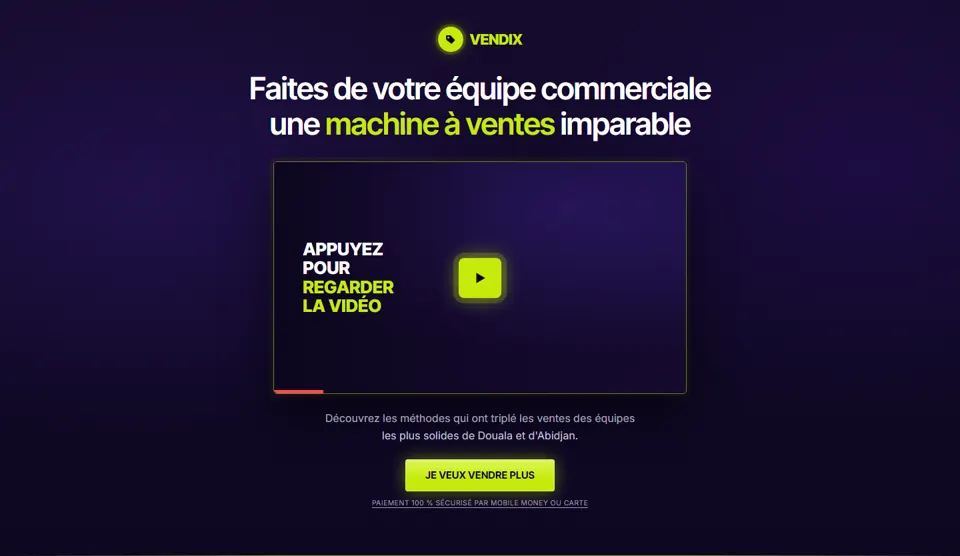 VENDIX
Faites de votre équipe commerciale
une machine à ventes imparable
APPUYEZ
POUR
REGARDER
LA VIDÉO
Découvrez les méthodes qui ont triplé les ventes des équipes
les plus solides de Douala et d'Abidjan.
JE VEUX VENDRE PLUS
PAIEMENT 100 % SÉCURISÉ PAR MOBILE MONEY OU CARTE